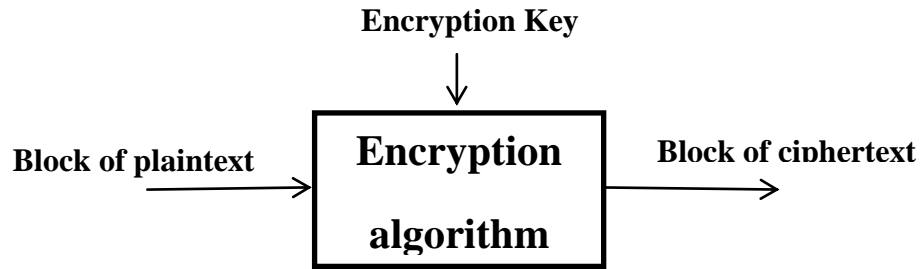 Encryption Key
Block of plaintext
Encryption
algorithm
Block of ciphertext